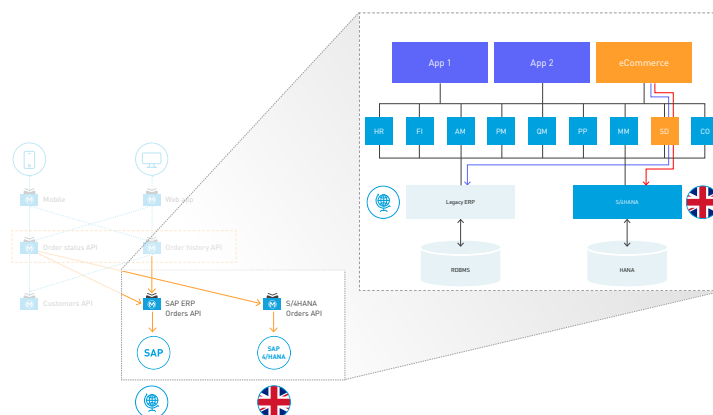 App 1
App 2
eCommerce
HR
FI
AM
PM
QM
PP
MM
SD
CO
Legacy ERP
S/4HANA
RDBMS
HANA
Mobile
Web app
Order status API
Order history API
Customers API
SAP ERP
Orders API
S/4HANA
Orders API
SAP
SAP
4/HANA